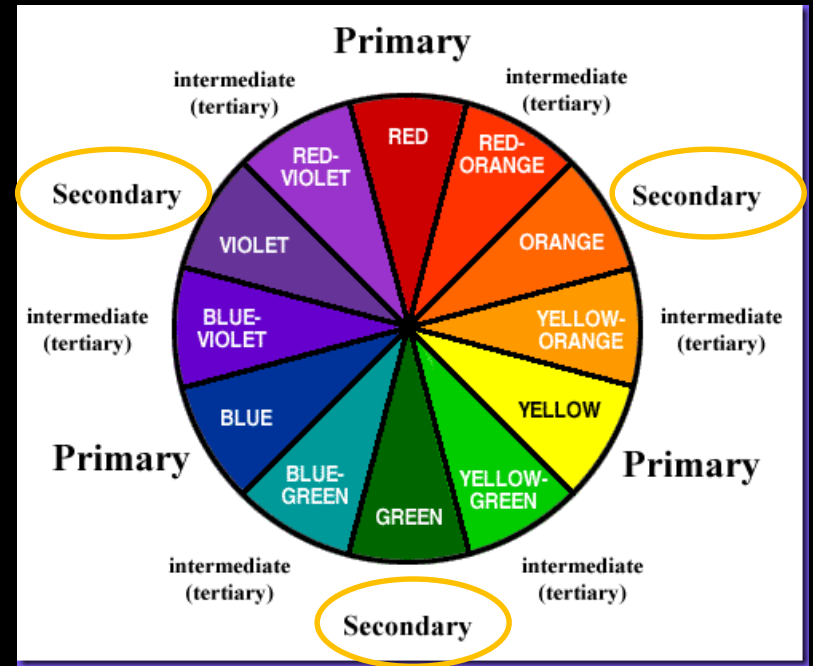 Primary
intermediate
(tertiary)
intermediate
(tertiary)
RED
RED-
VIOLET
RED-
ORANGE
Secondary
Secondary
VIOLET
ORANGE
intermediate
(tertiary)
BLUE-
VIOLET
YELLOW-
ORANGE
intermediate
(tertiary)
BLUE
YELLOW
Primary
Primary
BLUE-
GREEN
YELLOW-
GREEN
GREEN
intermediate
(tertiary)
intermediate
(tertiary)
Secondary